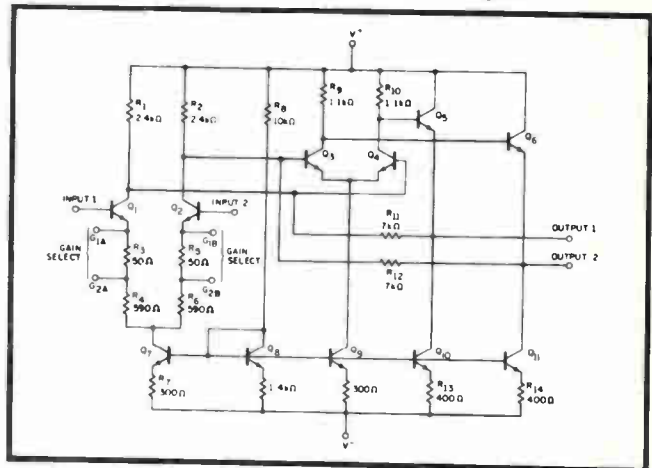 V+
R1
2.4kΩ
R2
2.4kΩ
R8
10kΩ
R9
1.1kΩ
R10
1.1kΩ
Q5
Q6
Q3
Q4
INPUT 1
Q1
Q2
INPUT 2
R11
7kΩ
OUTPUT 1
G1A
G1B
GAIN
SELECT
R3
50Ω
R5
50Ω
GAIN
SELECT
R12
7kΩ
OUTPUT 2
G2A
G2B
R4
590Ω
R6
590Ω
Q7
Q8
Q9
Q10
Q11
R7
300Ω
1.4kΩ
300Ω
R13
400Ω
R14
400Ω
V-